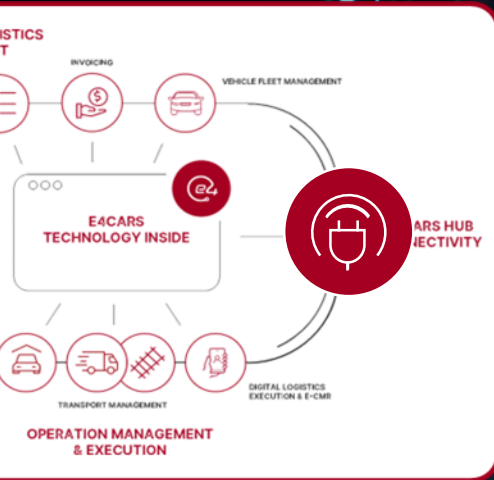 ISTICS
T
INVOICING
VEHICLE FLEET MANAGEMENT
e4
E4CARS
TECHNOLOGY INSIDE
ARS HUB
NECTIVITY
DIGITAL LOGISTICS
EXECUTION & E-CMR
TRANSPORT MANAGEMENT
OPERATION MANAGEMENT
& EXECUTION